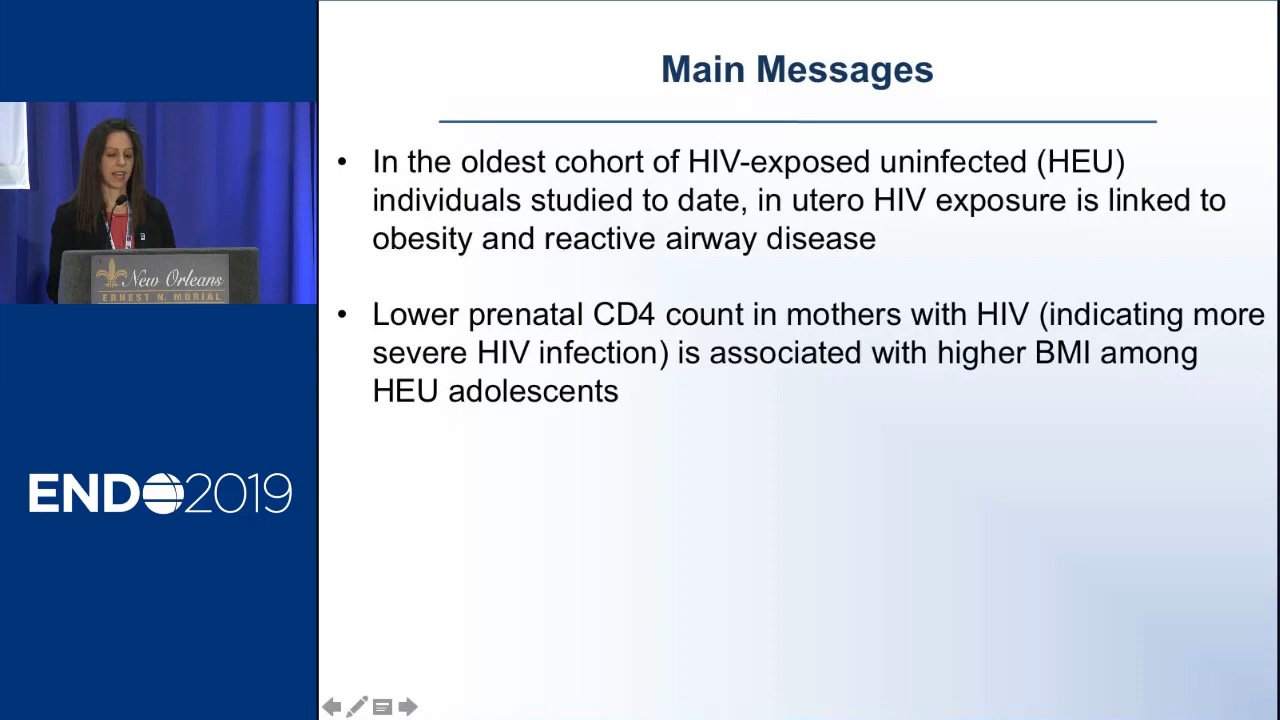 Main Messages
• In the oldest cohort of HIV-exposed uninfected (HEU)
individuals studied to date, in utero HIV exposure is linked to
obesity and reactive airway disease
• Lower prenatal CD4 count in mothers with HIV (indicating more
severe HIV infection) is associated with higher BMI among
HEU adolescents
New Orleans
ERNEST N. MORIAL
ENDO2019